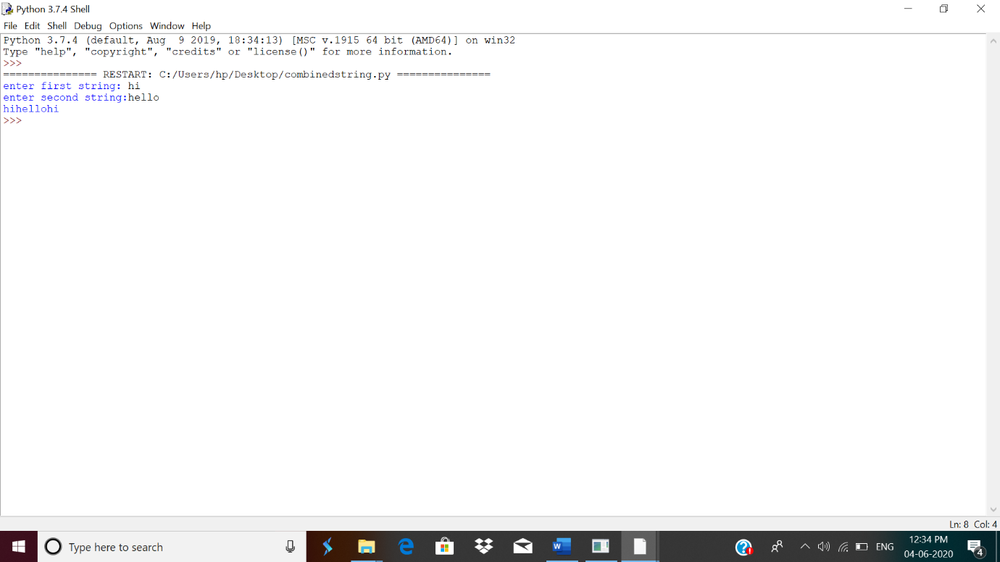 Python 3.7.4 Shell
File Edit Shell Debug Options Window Help
Python 3.7.4 (default, Aug  9 2019, 18:34:13) [MSC v.1915 64 bit (AMD64)] on win32
Type "help", "copyright", "credits" or "license()" for more information.
>>>
=============== RESTART: C:/Users/hp/Desktop/combinedstring.py ===============
enter first string: hi
enter second string:hello
hihellohi
>>>
Ln: 8 Col: 4
Type here to search
ENG
12:34 PM
04-06-2020
4